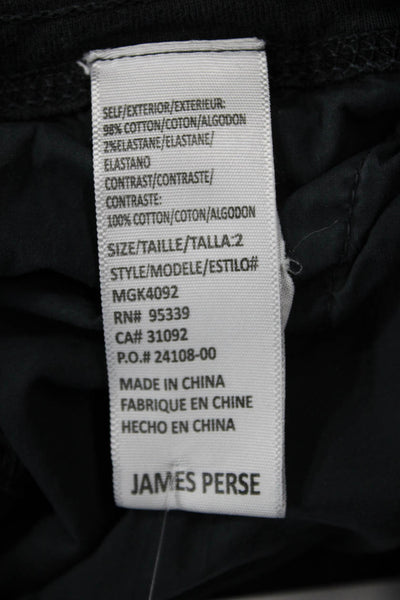 SELF/EXTERIOR/EXTERIEUR:
98% COTTON/COTON/ALGODON
2%ELASTANE/ELASTANE/
ELASTANO
CONTRAST/CONTRASTE/
CONTRASTE:
100% COTTON/COTON/ALGODON
SIZE/TAILLE/TALLA:2
STYLE/MODELE/ESTILO#
MGK4092
RN# 95339
CA# 31092
P.O.# 24108-00
MADE IN CHINA
FABRIQUE EN CHINE
HECHO EN CHINA
JAMES PERSE